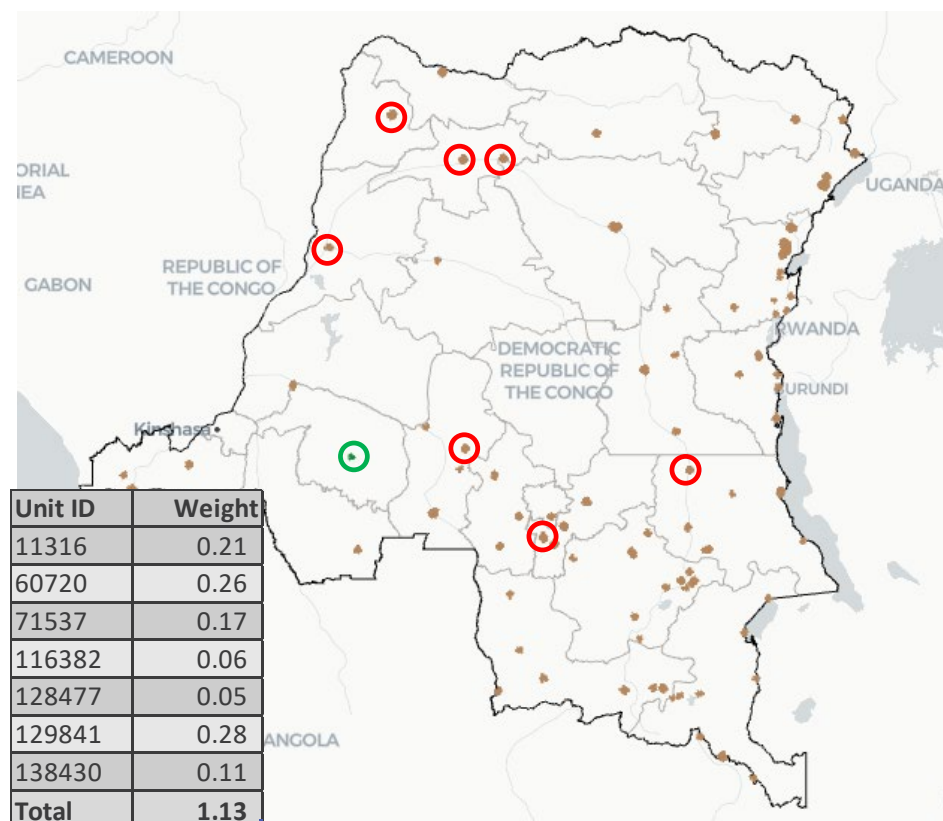 CAMEROON
ORIAL
NEA
UGANDA
REPUBLIC OF
THE CONGO
GABON
RWANDA
DEMOCRATIC
REPUBLIC OF
THE CONGO
URUNDI
Kinshasa
Unit ID Weight
11316 0.21
60720 0.26
71537 0.17
116382 0.06
128477 0.05
129841 0.28
138430 0.11
Total 1.13
ANGOLA